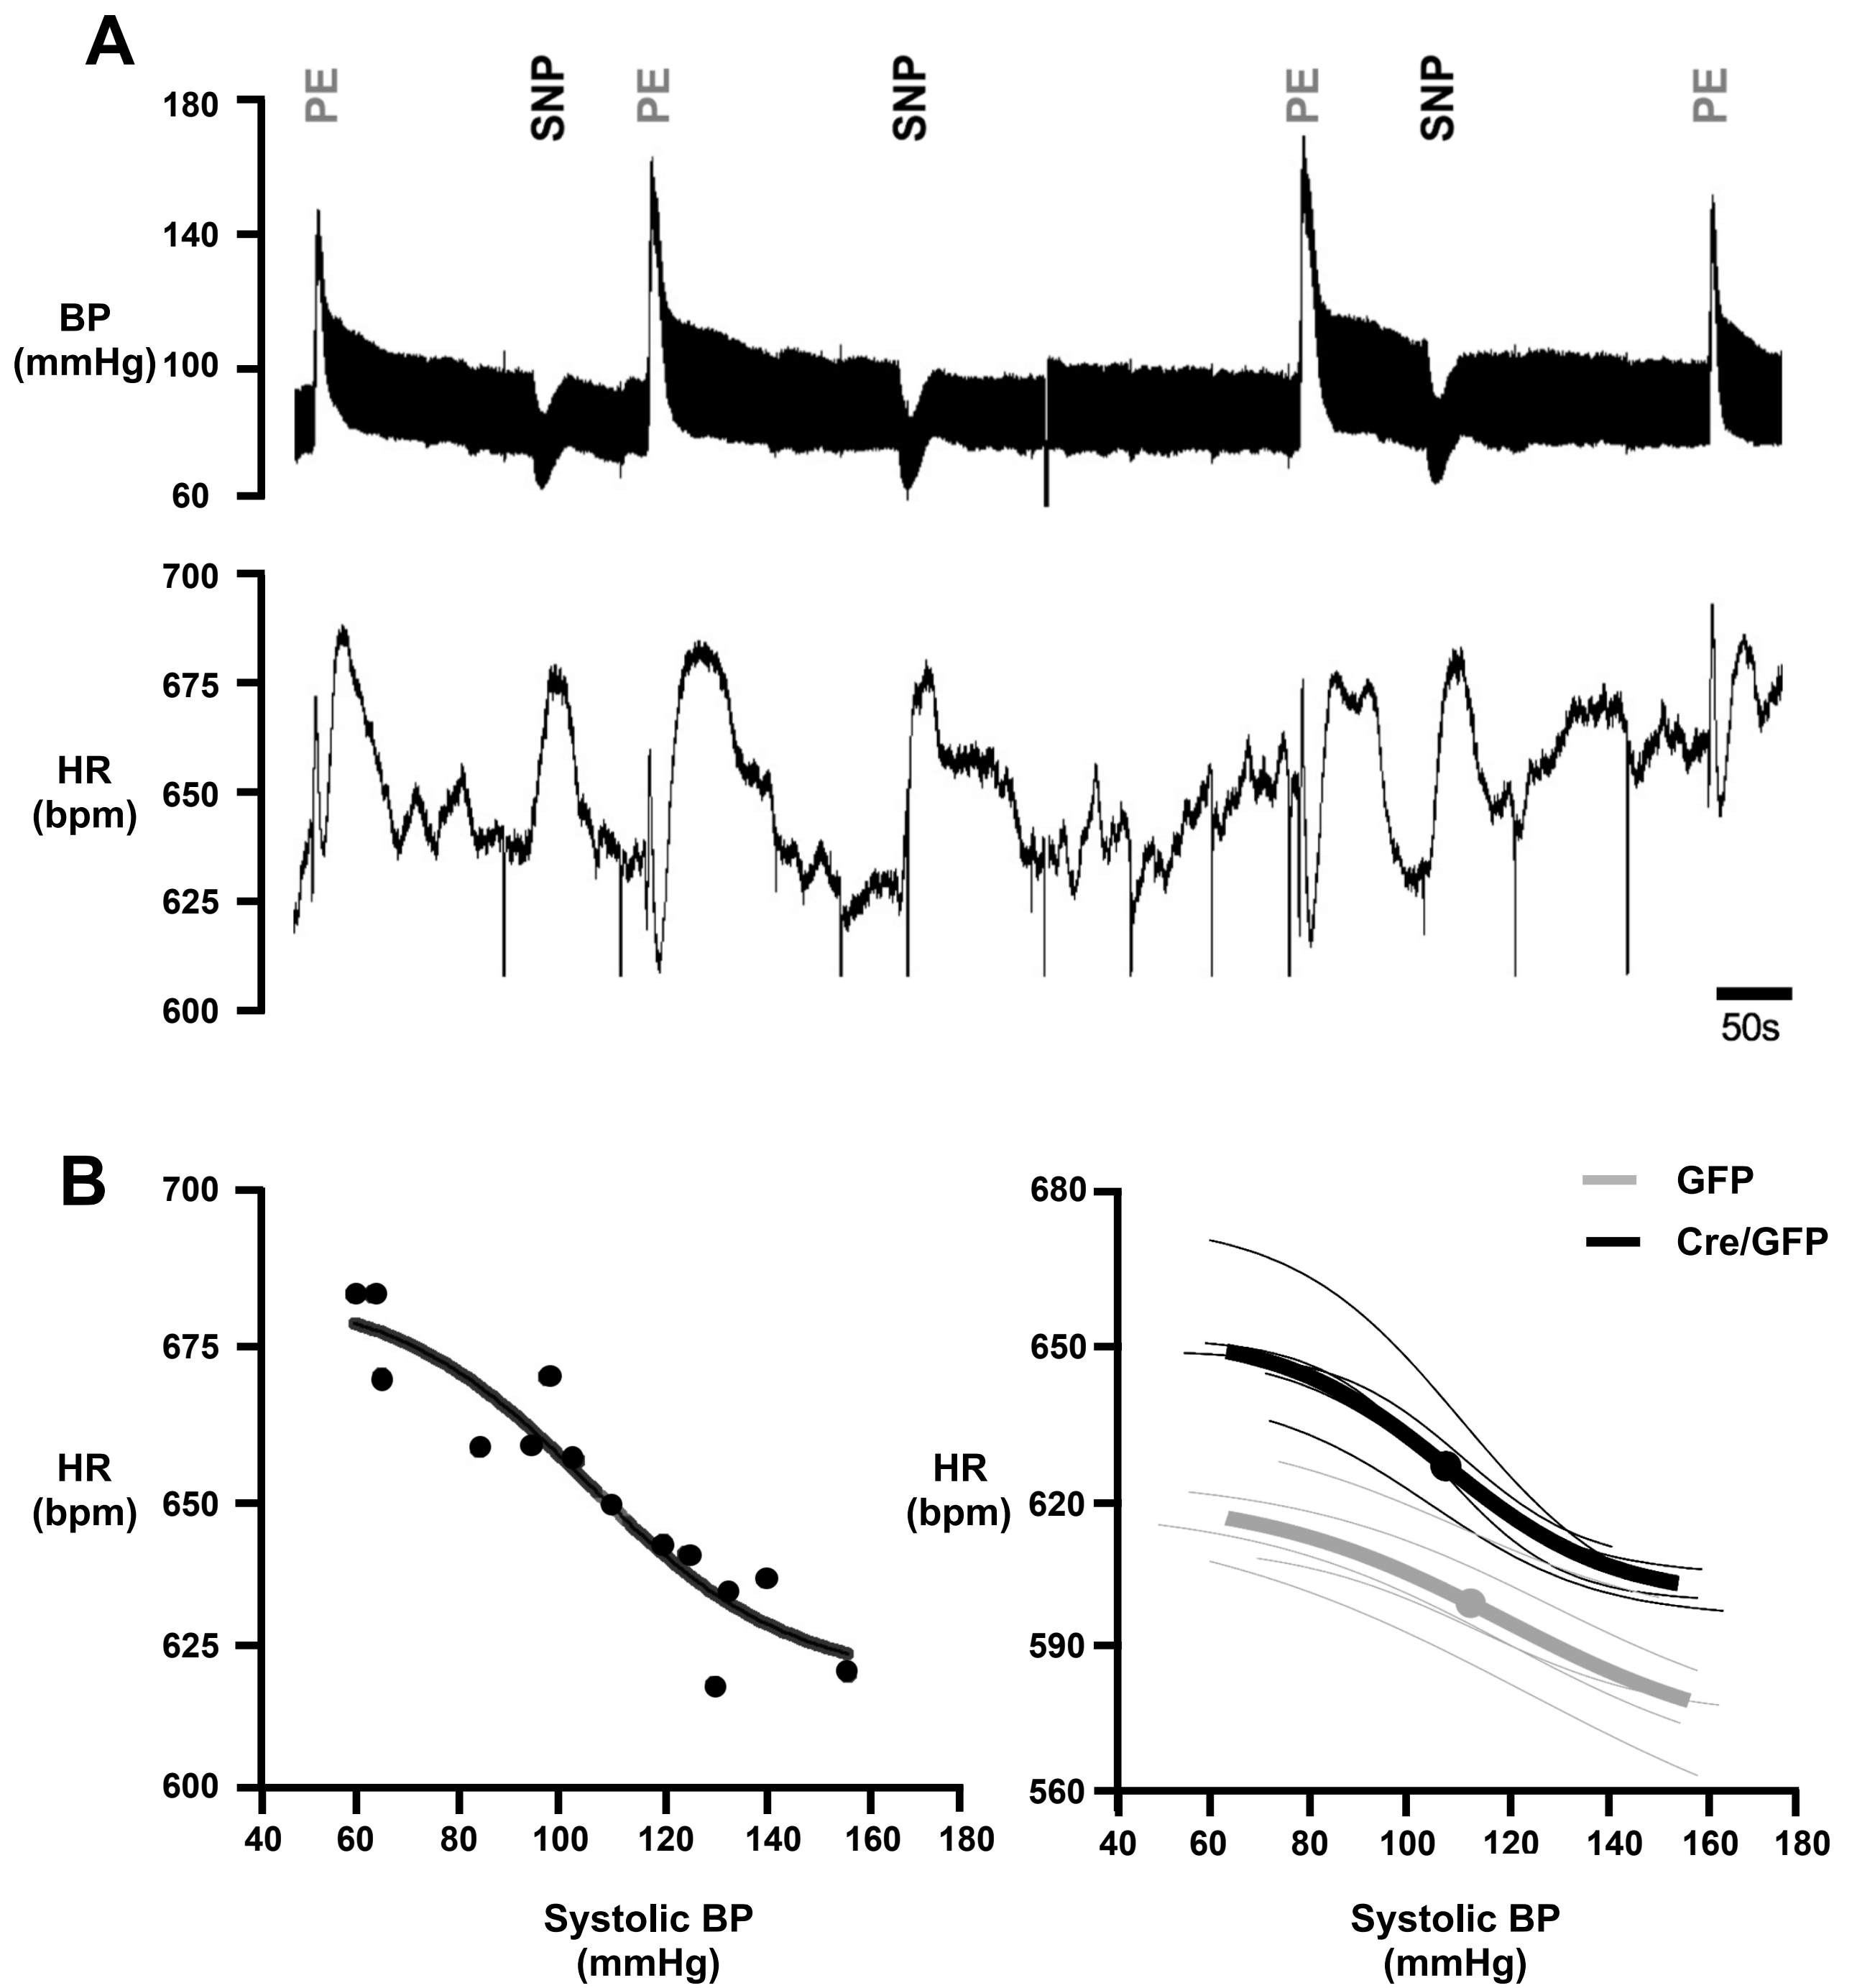 A
PE SNP PE SNP PE SNP PE
180
140
BP
(mmHg)
100
60
700
675
HR
(bpm)
650
625
600
50s
B
700
675
HR
(bpm)
650
625
600
40 60 80 100 120 140 160 180
Systolic BP
(mmHg)
GFP
Cre/GFP
680
650
HR
(bpm)
620
590
560
40 60 80 100 120 140 160 180
Systolic BP
(mmHg)